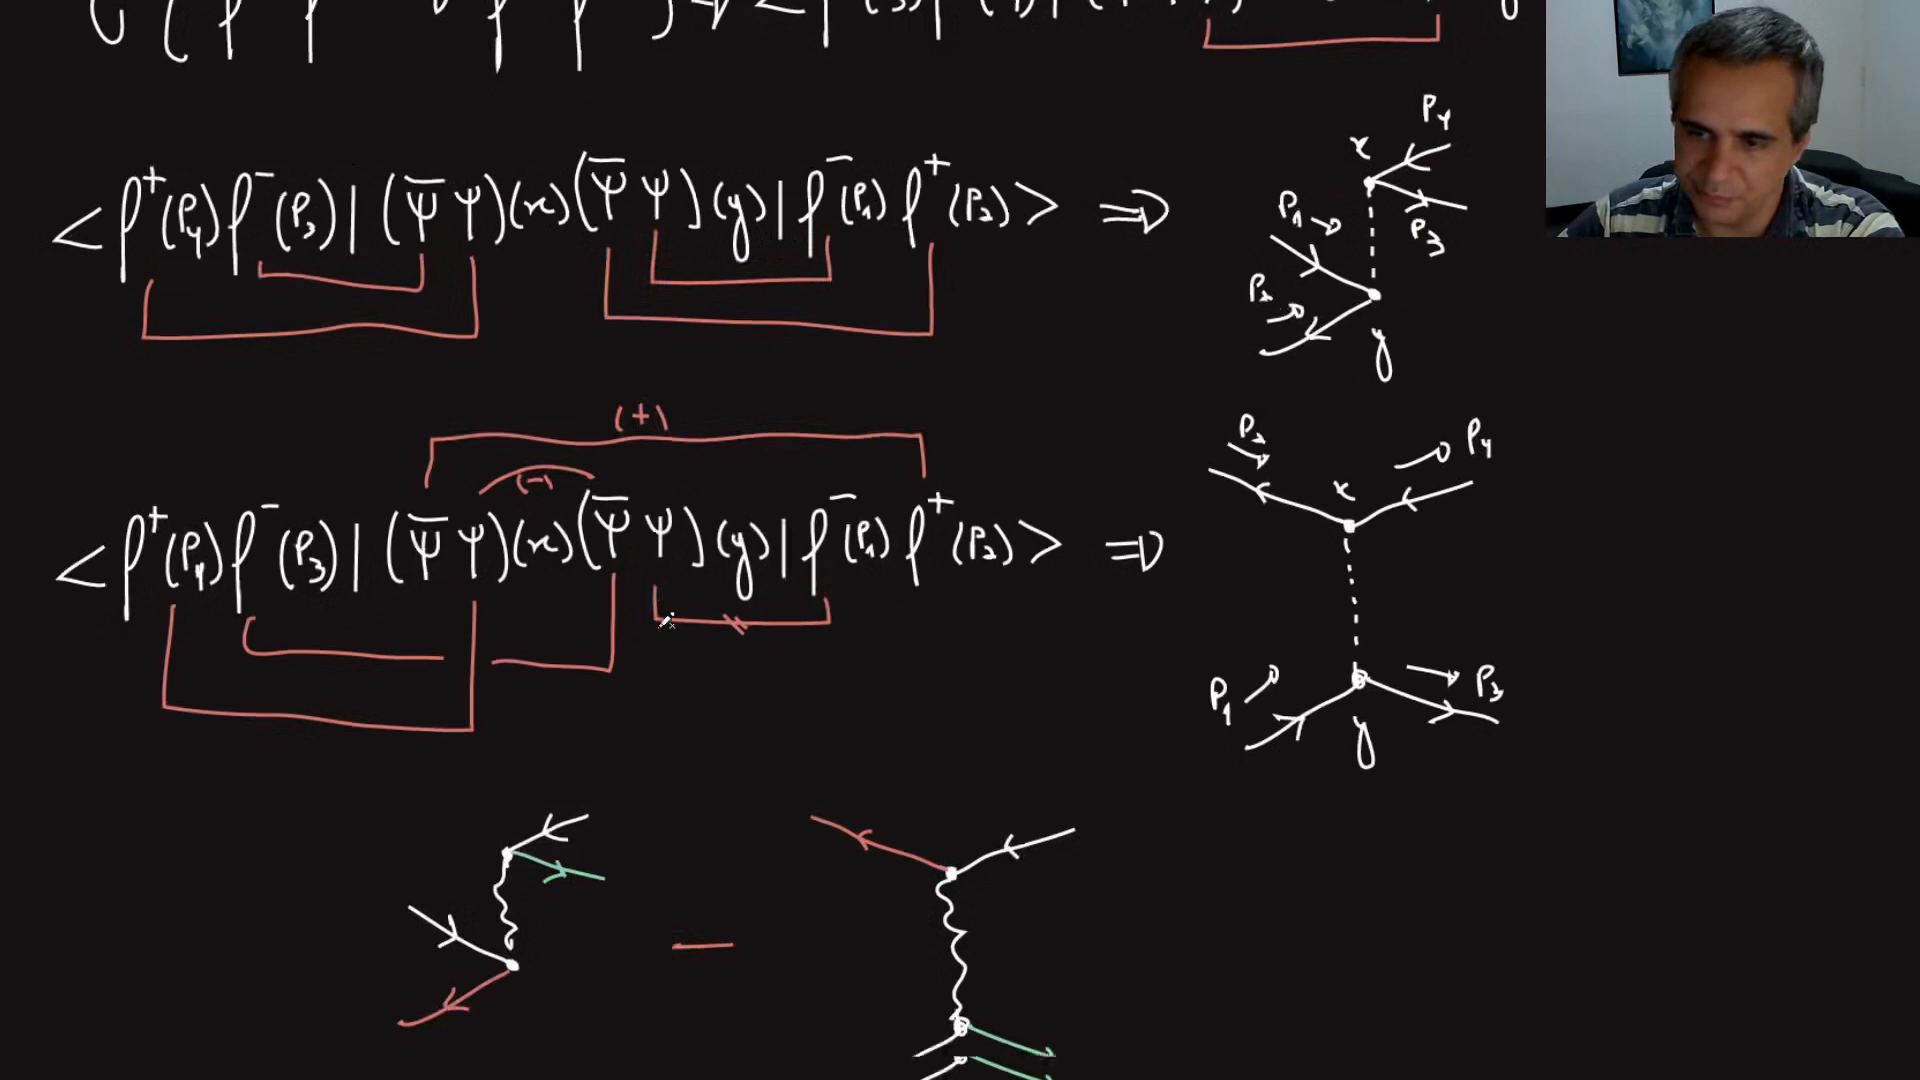 < f⁺(P₄) f⁻(P₃) | (Ψ̅ Ψ)(x) (Ψ̅ Ψ)(y) | f⁻(P₁) f⁺(P₂) > ⇒
P₄
x
P₁
P₃
P₂
y
(+)
(-)
< f⁺(P₄) f⁻(P₃) | (Ψ̅ Ψ)(x) (Ψ̅ Ψ)(y) | f⁻(P₁) f⁺(P₂) > ⇒
P₂
P₄
x
P₁
P₃
y
—